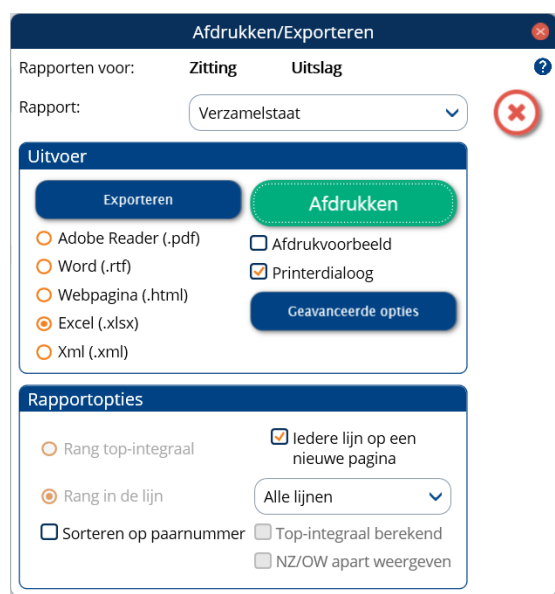 Afdrukken/Exporteren
Rapporten voor: Zitting Uitslag
Rapport: Verzamelstaat
Uitvoer
Exporteren
Afdrukken
Adobe Reader (.pdf)
Afdrukvoorbeeld
Word (.rtf)
Printerdialoog
Webpagina (.html)
Geavanceerde opties
Excel (.xlsx)
Xml (.xml)
Rapportopties
Rang top-integraal
Iedere lijn op een
nieuwe pagina
Rang in de lijn
Alle lijnen
Sorteren op paarnummer
Top-integraal berekend
NZ/OW apart weergeven